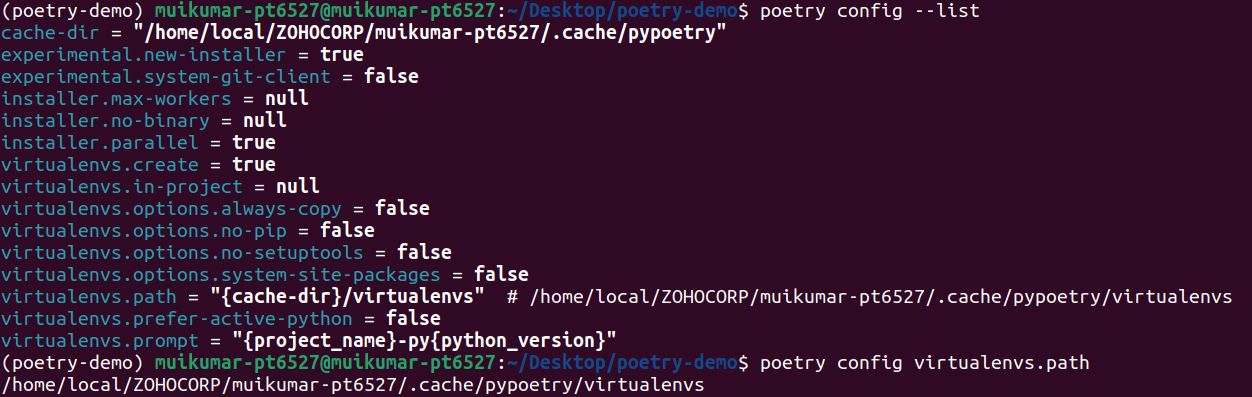 (poetry-demo) muikumar-pt6527@muikumar-pt6527:~/Desktop/poetry-demo$ poetry config --list
cache-dir = "/home/local/ZOHOCORP/muikumar-pt6527/.cache/pypoetry"
experimental.new-installer = true
experimental.system-git-client = false
installer.max-workers = null
installer.no-binary = null
installer.parallel = true
virtualenvs.create = true
virtualenvs.in-project = null
virtualenvs.options.always-copy = false
virtualenvs.options.no-pip = false
virtualenvs.options.no-setuptools = false
virtualenvs.options.system-site-packages = false
virtualenvs.path = "{cache-dir}/virtualenvs"  # /home/local/ZOHOCORP/muikumar-pt6527/.cache/pypoetry/virtualenvs
virtualenvs.prefer-active-python = false
virtualenvs.prompt = "{project_name}-py{python_version}"
(poetry-demo) muikumar-pt6527@muikumar-pt6527:~/Desktop/poetry-demo$ poetry config virtualenvs.path
/home/local/ZOHOCORP/muikumar-pt6527/.cache/pypoetry/virtualenvs